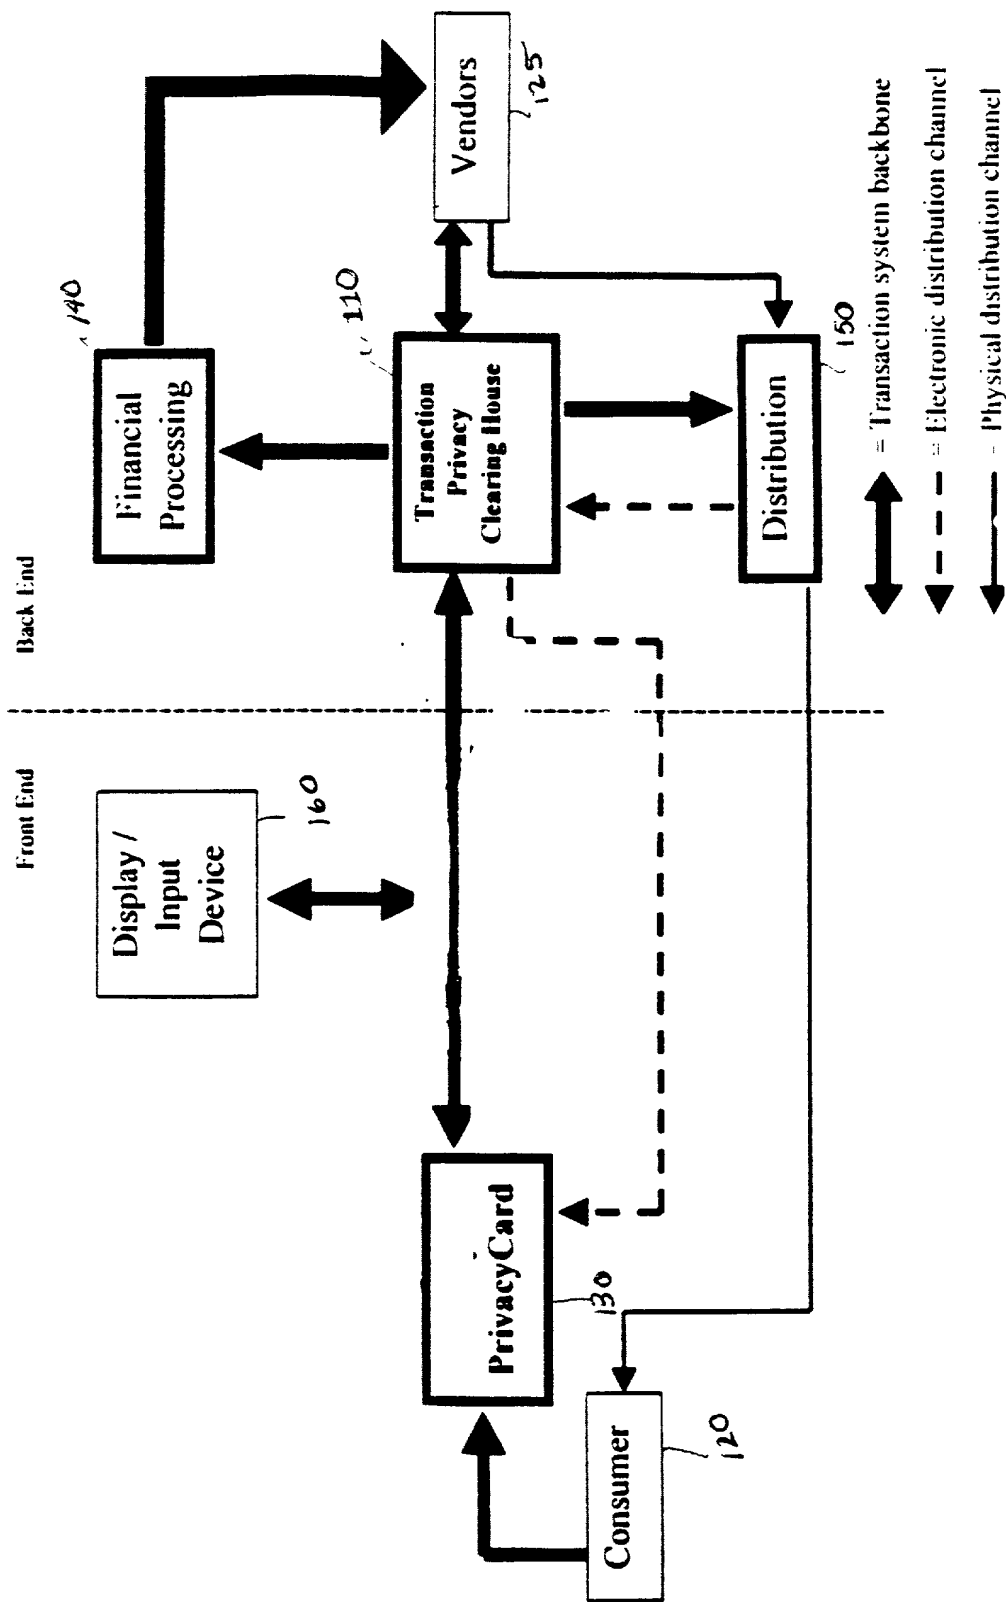 Front End
Back End
Display /
Input
Device
160
Financial
Processing
140
PrivacyCard
130
Transaction
Privacy
Clearing House
110
Vendors
125
Consumer
120
Distribution
150
= Transaction system backbone
= Electronic distribution channel
- Physical distribution channel